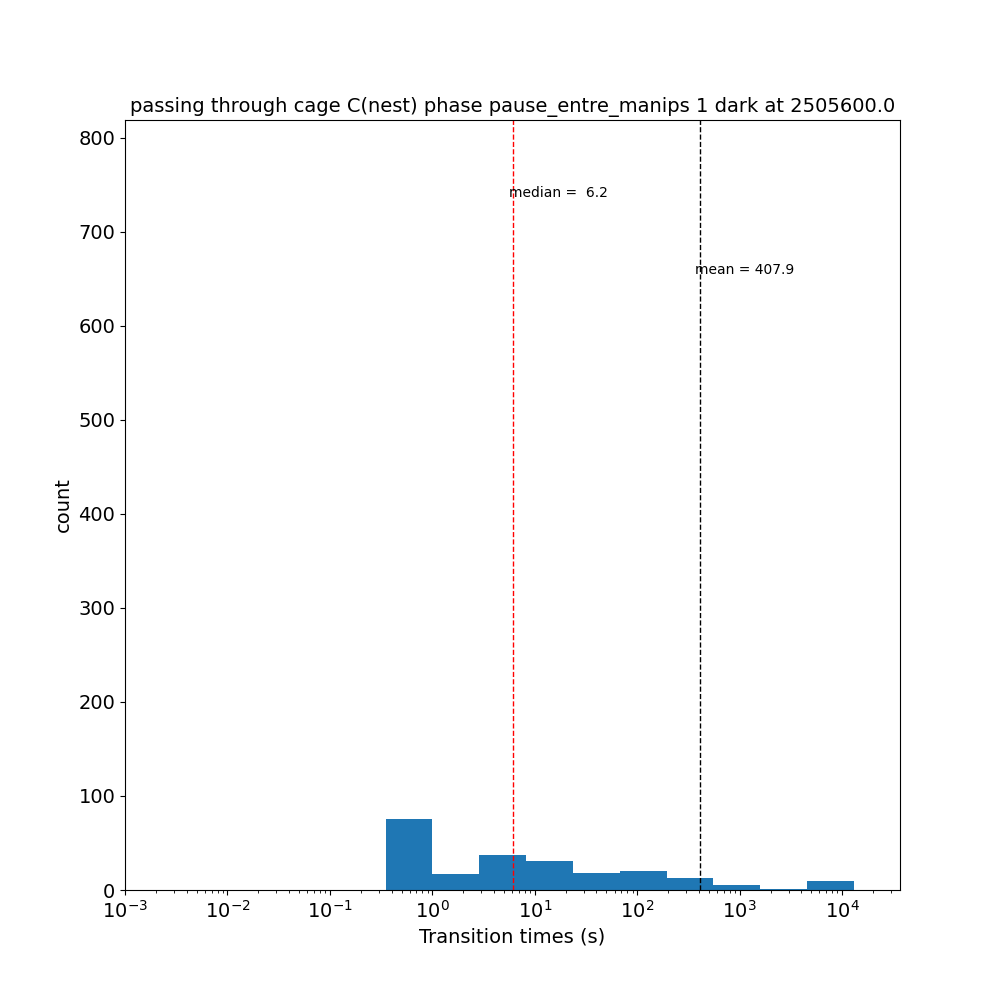 passing through cage C(nest) phase pause_entre_manips 1 dark at 2505600.0
800
median =  6.2
700
mean = 407.9
600
500
400
count
300
200
100
0
10⁻³ 10⁻² 10⁻¹ 10⁰ 10¹ 10² 10³ 10⁴
Transition times (s)